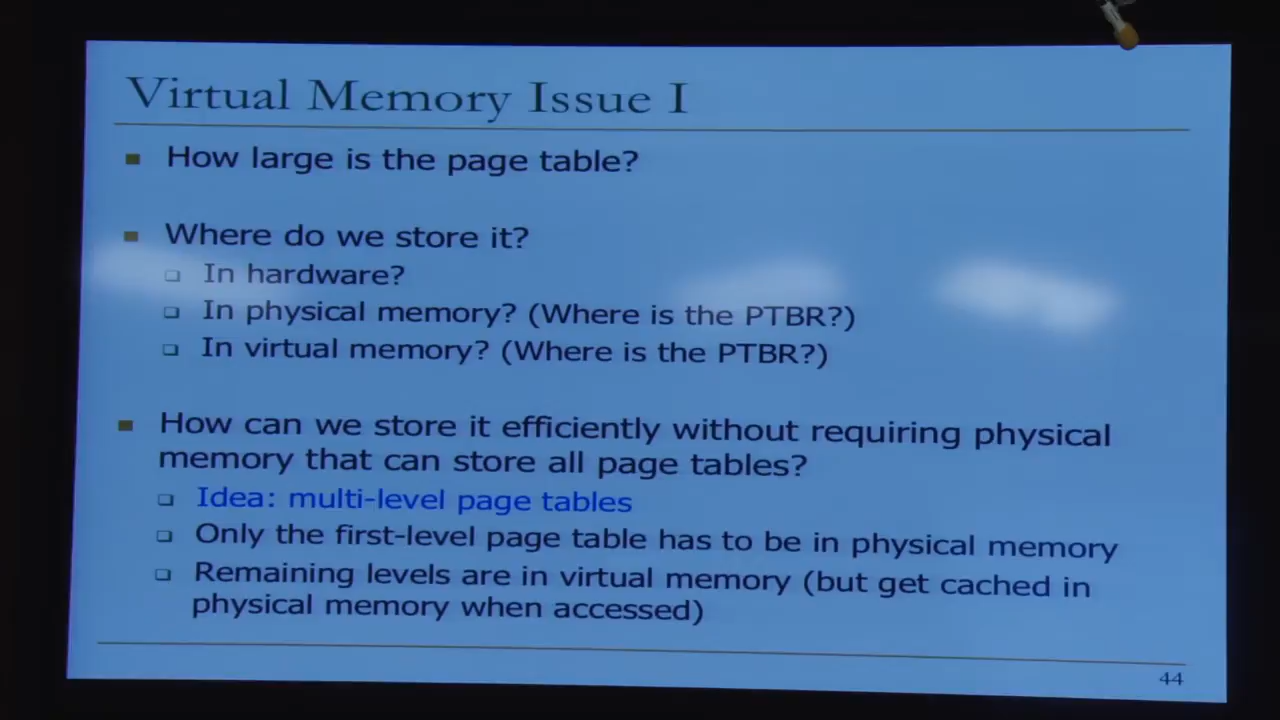 Virtual Memory Issue I
How large is the page table?
Where do we store it?
In hardware?
In physical memory? (Where is the PTBR?)
In virtual memory? (Where is the PTBR?)
How can we store it efficiently without requiring physical
memory that can store all page tables?
Idea: multi-level page tables
Only the first-level page table has to be in physical memory
Remaining levels are in virtual memory (but get cached in
physical memory when accessed)
44